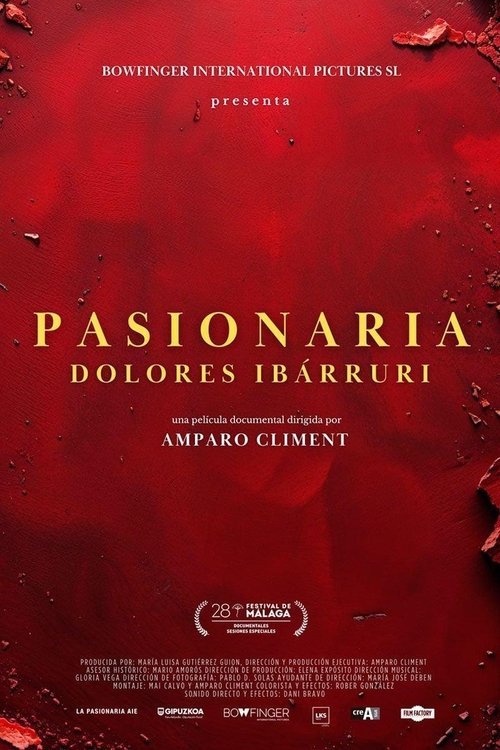 BOWFINGER INTERNATIONAL PICTURES SL
presenta
PASIONARIA
DOLORES IBÁRRURI
una película documental dirigida por
AMPARO CLIMENT
28 FESTIVAL DE MÁLAGA
DOCUMENTALES
SESIONES ESPECIALES
PRODUCIDA POR: MARÍA LUISA GUTIÉRREZ GUION, DIRECCIÓN Y PRODUCCIÓN EJECUTIVA: AMPARO CLIMENT
ASESOR HISTÓRICO: MARIO AMORÓS DIRECCIÓN DE PRODUCCIÓN: ELENA EXPÓSITO DIRECCIÓN MUSICAL:
GLORIA VEGA DIRECCIÓN DE FOTOGRAFÍA: PABLO D. SOLAS AYUDANTE DE DIRECCIÓN: MARÍA JOSÉ DEBEN
MONTAJE: MAI CALVO Y AMPARO CLIMENT COLORISTA Y EFECTOS: ROBER GONZÁLEZ
SONIDO DIRECTO Y EFECTOS: DANI BRAVO
LA PASIONARIA AIE GIPUZKOA BOWFINGER LKS creA FILM FACTORY
INTERNATIONAL PICTURES